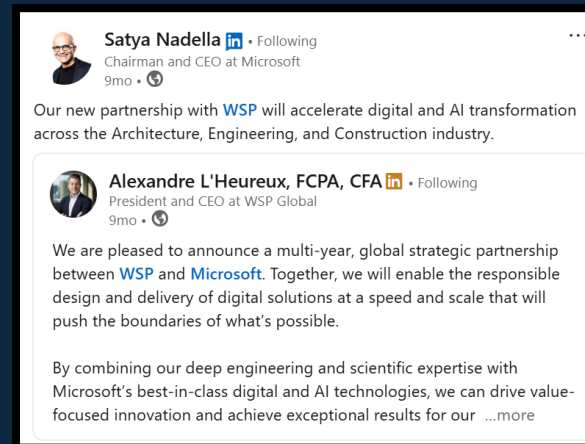 Satya Nadella in • Following
Chairman and CEO at Microsoft
9mo •
Our new partnership with WSP will accelerate digital and AI transformation
across the Architecture, Engineering, and Construction industry.
Alexandre L'Heureux, FCPA, CFA in • Following
President and CEO at WSP Global
9mo •
We are pleased to announce a multi-year, global strategic partnership
between WSP and Microsoft. Together, we will enable the responsible
design and delivery of digital solutions at a speed and scale that will
push the boundaries of what’s possible.
By combining our deep engineering and scientific expertise with
Microsoft’s best-in-class digital and AI technologies, we can drive value-
focused innovation and achieve exceptional results for our ...more